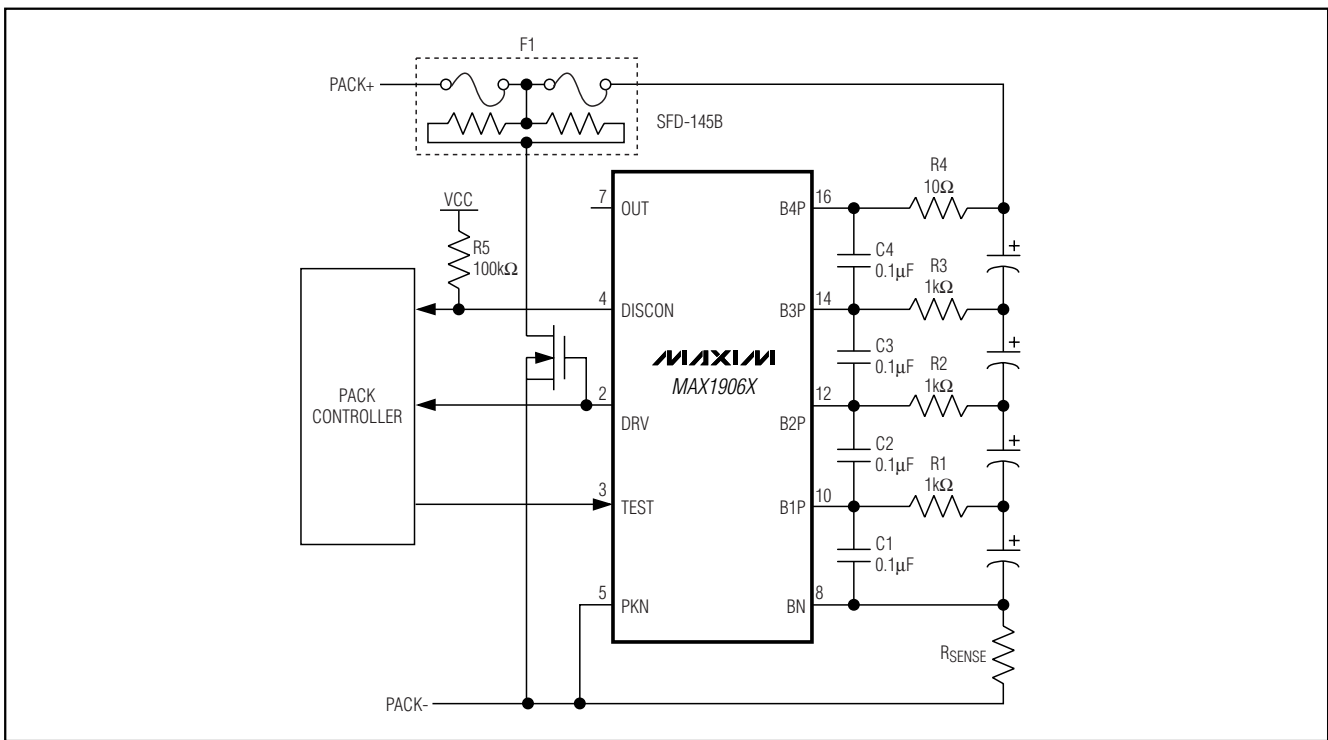 F1
PACK+
SFD-145B
VCC
R5
100kΩ
PACK
CONTROLLER
7
OUT
4
DISCON
2
DRV
3
TEST
5
PKN
MAXIM
MAX1906X
16
B4P
14
B3P
12
B2P
10
B1P
8
BN
R4
10Ω
C4
0.1µF
R3
1kΩ
C3
0.1µF
R2
1kΩ
C2
0.1µF
R1
1kΩ
C1
0.1µF
+
+
+
+
RSENSE
PACK-